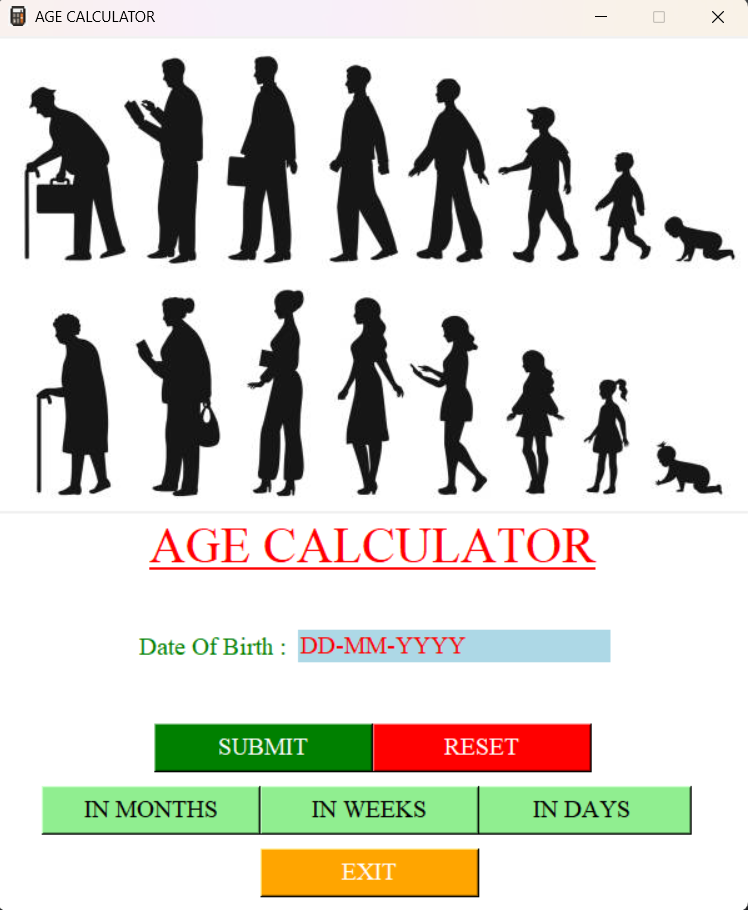 AGE CALCULATOR
AGE CALCULATOR
Date Of Birth : DD-MM-YYYY
SUBMIT RESET
IN MONTHS IN WEEKS IN DAYS
EXIT